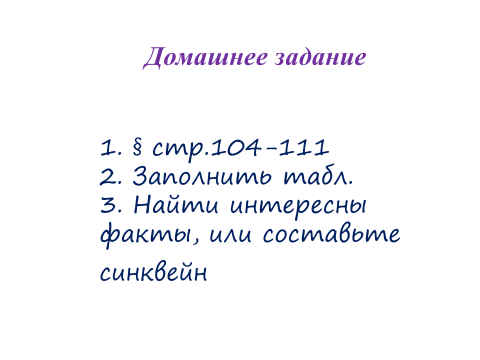 Домашнее задание
1. § стр.104-111
2. Заполнить табл.
3. Найти интересны
факты, или составьте
синквейн